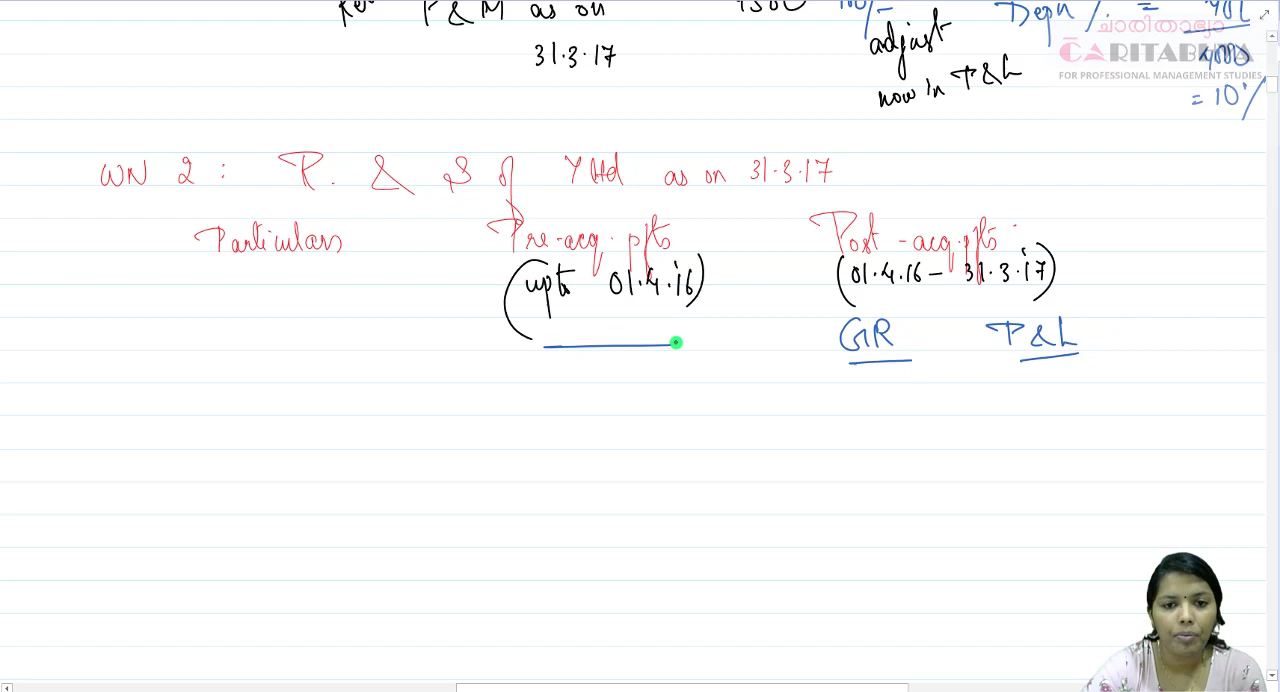 P & M as on
31.3.17
adjust
now in P&L
Depn %. =
4000
= 10%
ചാരിതാഭ്യാ
CARITABHYA
FOR PROFESSIONAL MANAGEMENT STUDIES
WN 2 : R. & S of Y ltd as on 31.3.17
Particulars Pre-acq. pfts Post-acq. pfts
(upto 01.4.16) (01.4.16 – 31.3.17)
GR P & L